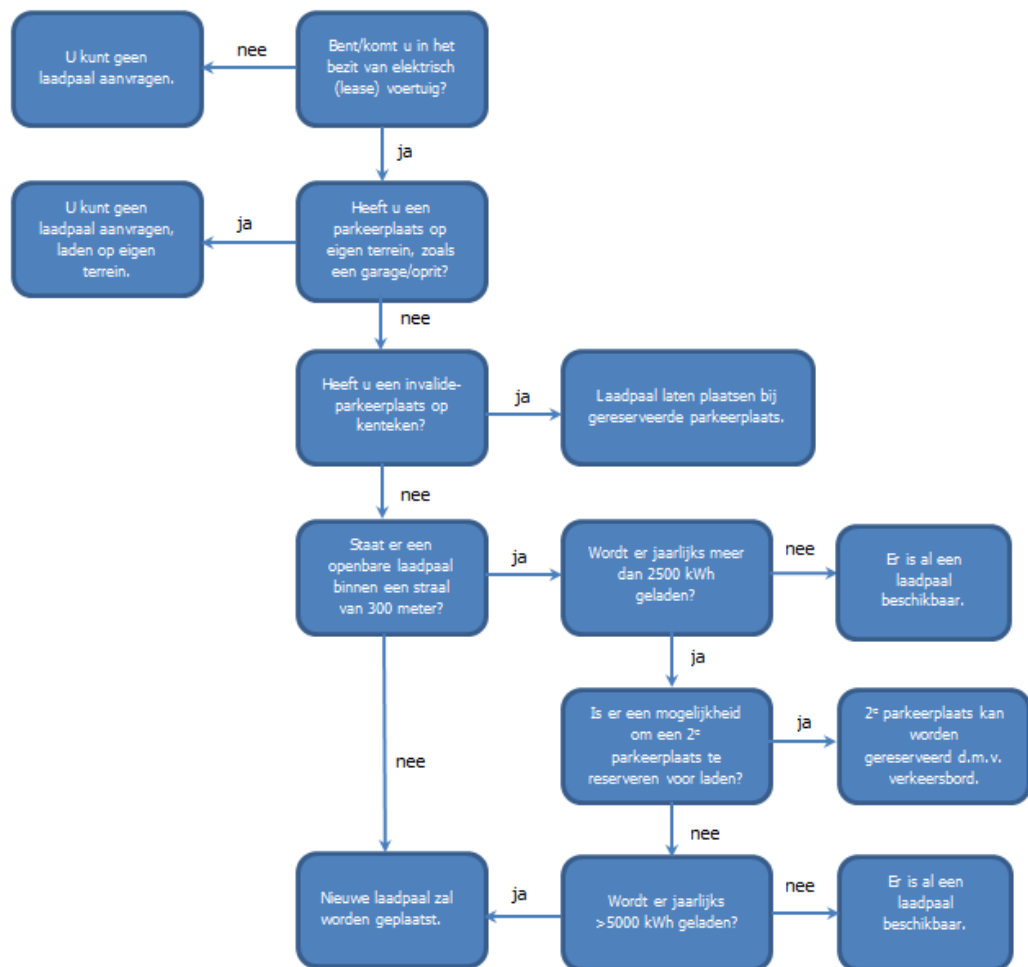 U kunt geen
laadpaal aanvragen.
nee
Bent/komt u in het
bezit van elektrisch
(lease) voertuig?
ja
U kunt geen
laadpaal aanvragen,
laden op eigen
terrein.
ja
Heeft u een
parkeerplaats op
eigen terrein, zoals
een garage/oprit?
nee
Heeft u een invalide-
parkeerplaats op
kenteken?
ja
Laadpaal laten plaatsen bij
gereserveerde parkeerplaats.
nee
Staat er een
openbare laadpaal
binnen een straal
van 300 meter?
ja
Wordt er jaarlijks meer
dan 2500 kWh
geladen?
nee
Er is al een
laadpaal
beschikbaar.
ja
Is er een mogelijkheid
om een 2e
parkeerplaats te
reserveren voor laden?
ja
2e parkeerplaats kan
worden
gereserveerd d.m.v.
verkeersbord.
nee
nee
Nieuwe laadpaal zal
worden geplaatst.
ja
Wordt er jaarlijks
>5000 kWh geladen?
nee
Er is al een
laadpaal
beschikbaar.